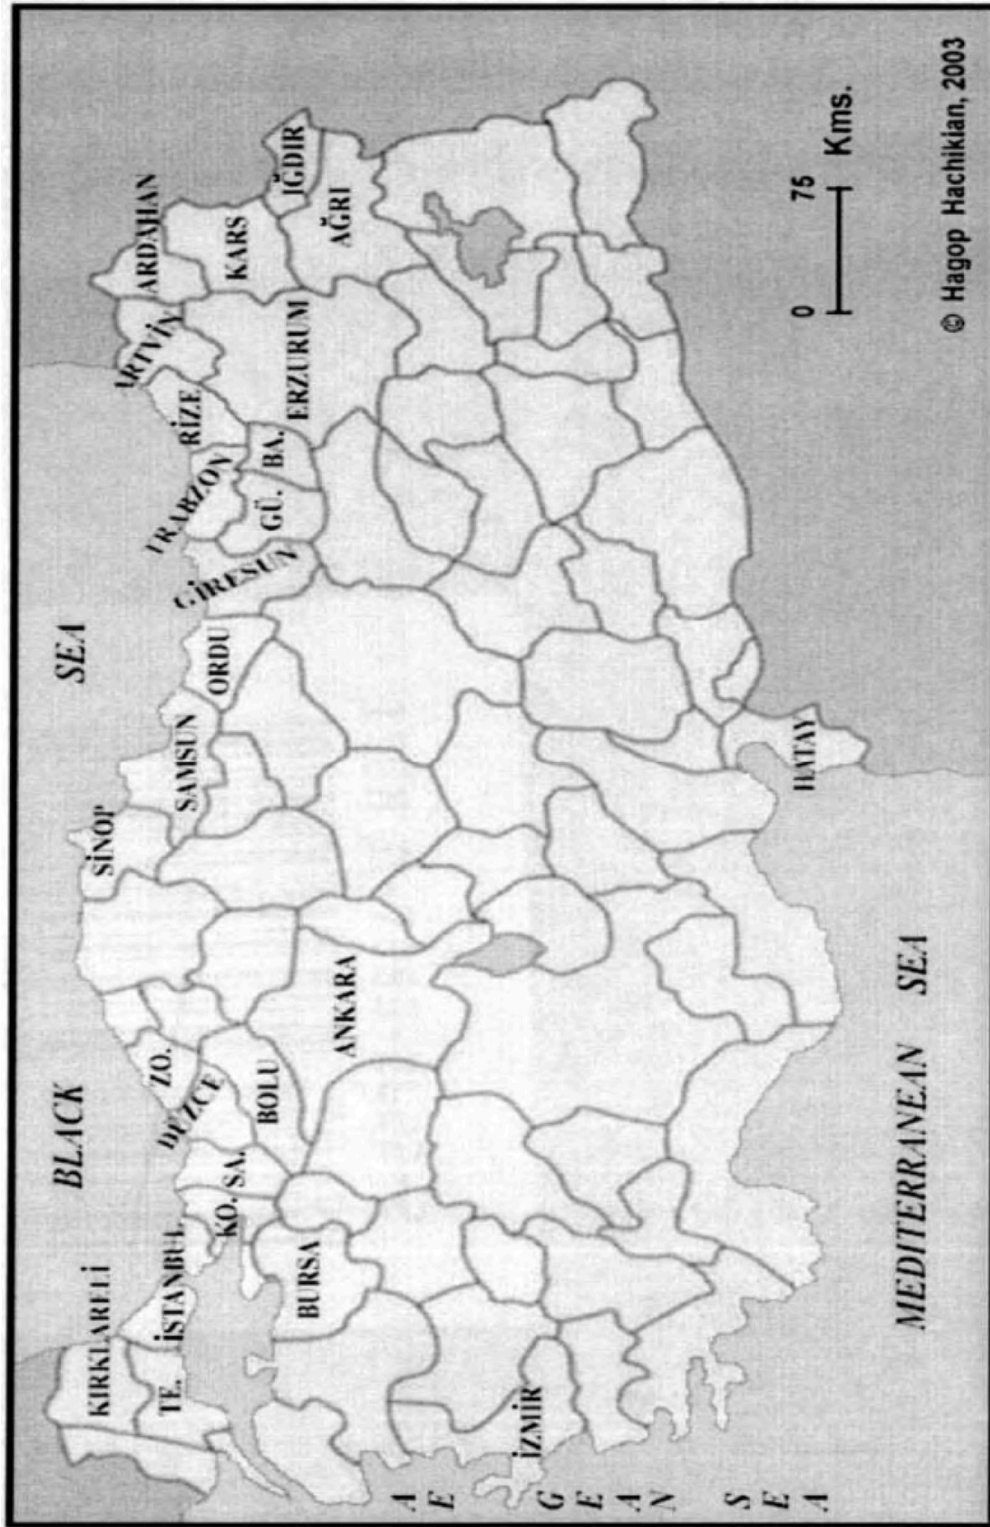 BLACK SEA
KIRKLARELİ
TE.
İSTANBUL
KO.
SA.
DÜZCE
ZO.
BOLU
BURSA
ANKARA
SİNOP
SAMSUN
ORDU
GİRESUN
TRABZON
GÜ.
BA.
RİZE
ARTVİN
ARDAHAN
KARS
IĞDIR
AĞRI
ERZURUM
İZMİR
HATAY
AEGEAN SEA
MEDITERRANEAN SEA
0 75 Kms.
© Hagop Hachikian, 2003